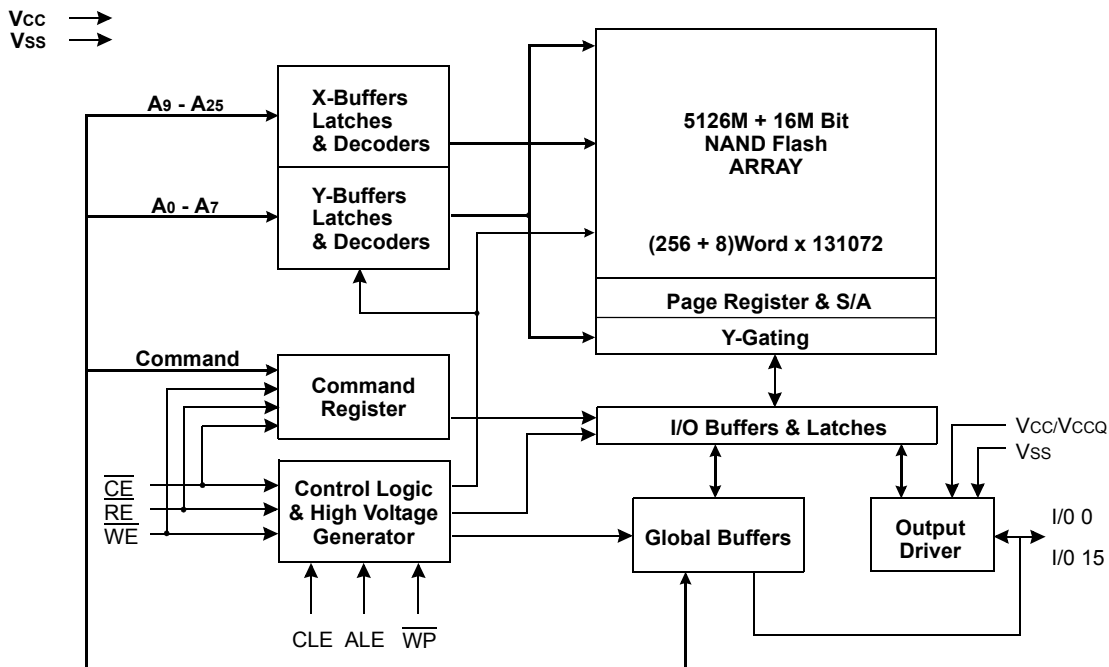 VCC
VSS
A9 - A25
X-Buffers
Latches
& Decoders
A0 - A7
Y-Buffers
Latches
& Decoders
5126M + 16M Bit
NAND Flash
ARRAY
(256 + 8)Word x 131072
Page Register & S/A
Y-Gating
Command
Command
Register
I/O Buffers & Latches
VCC/VCCQ
VSS
CE
RE
WE
Control Logic
& High Voltage
Generator
Global Buffers
Output
Driver
I/0 0
I/0 15
CLE ALE WP